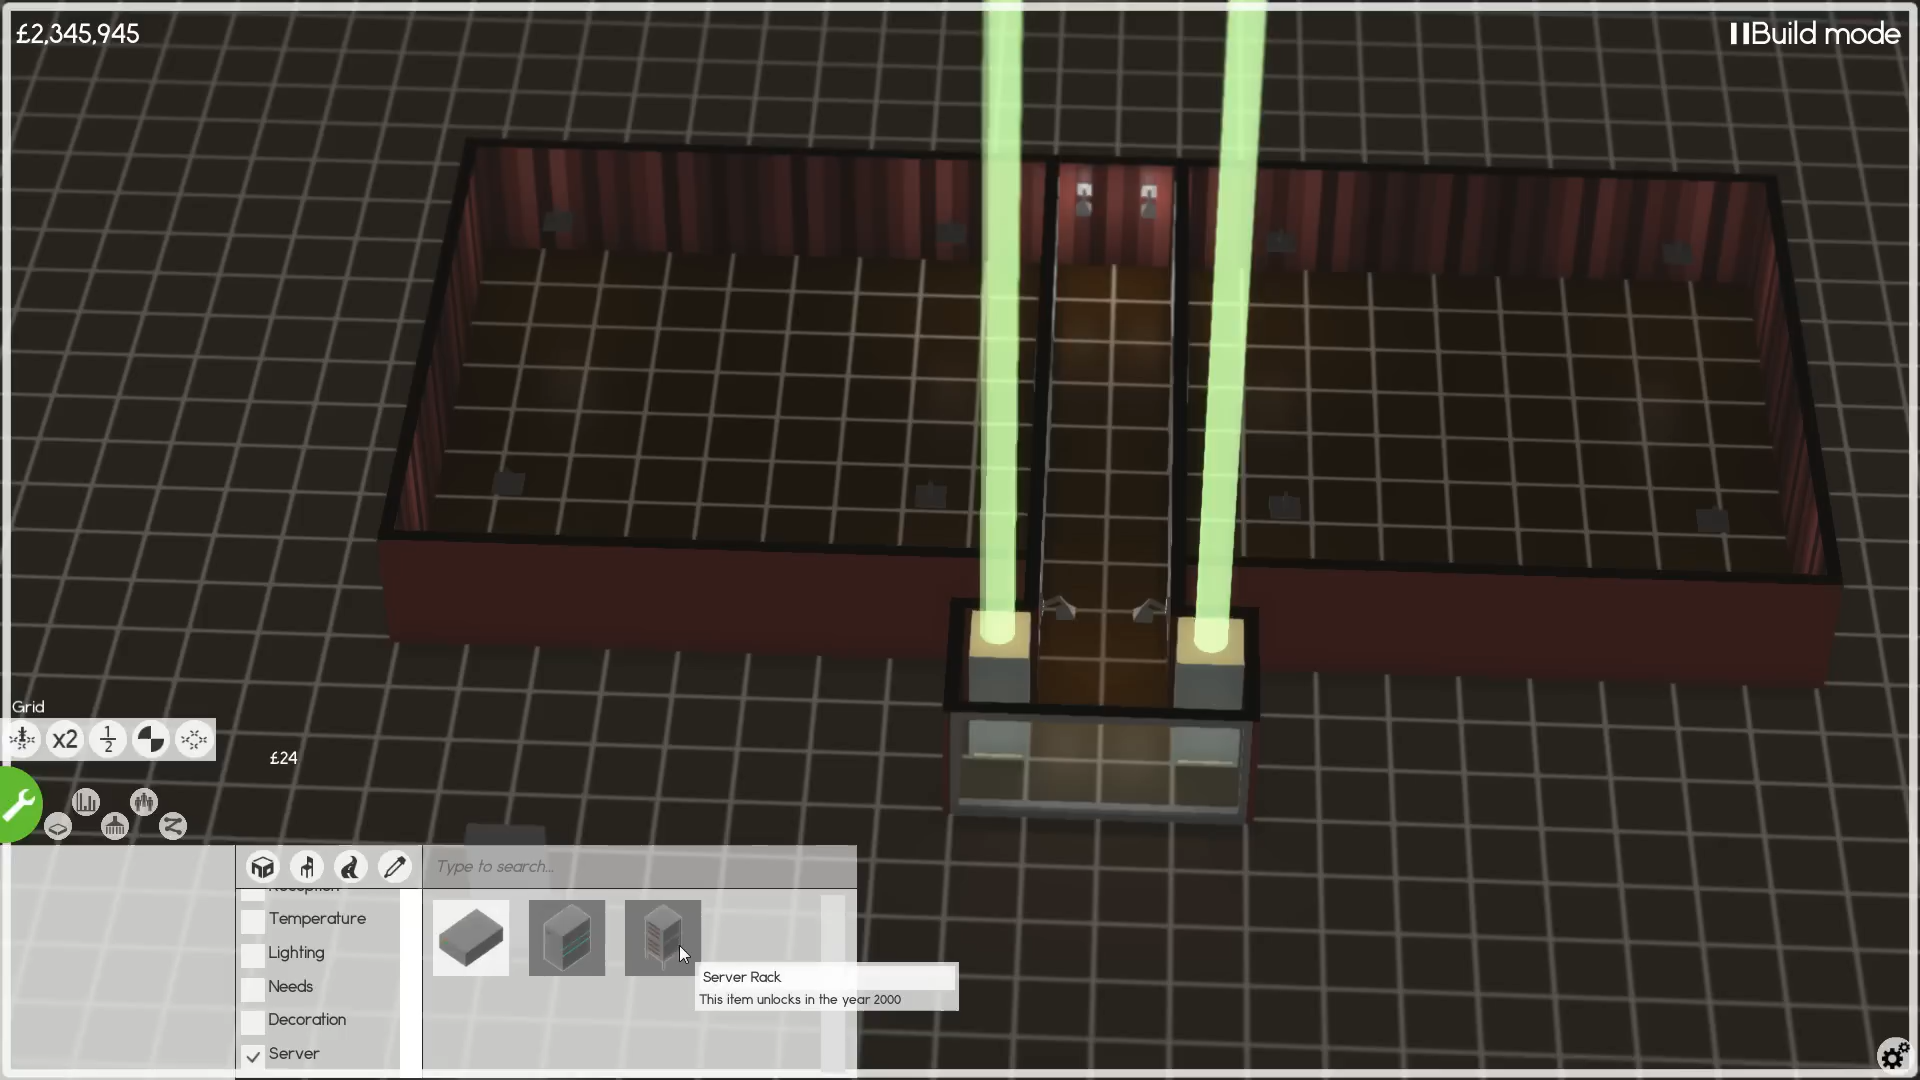 £2,345,945
Build mode
Grid
x2
1
2
£24
Type to search...
Reception
Temperature
Lighting
Needs
Decoration
Server
Server Rack
This item unlocks in the year 2000